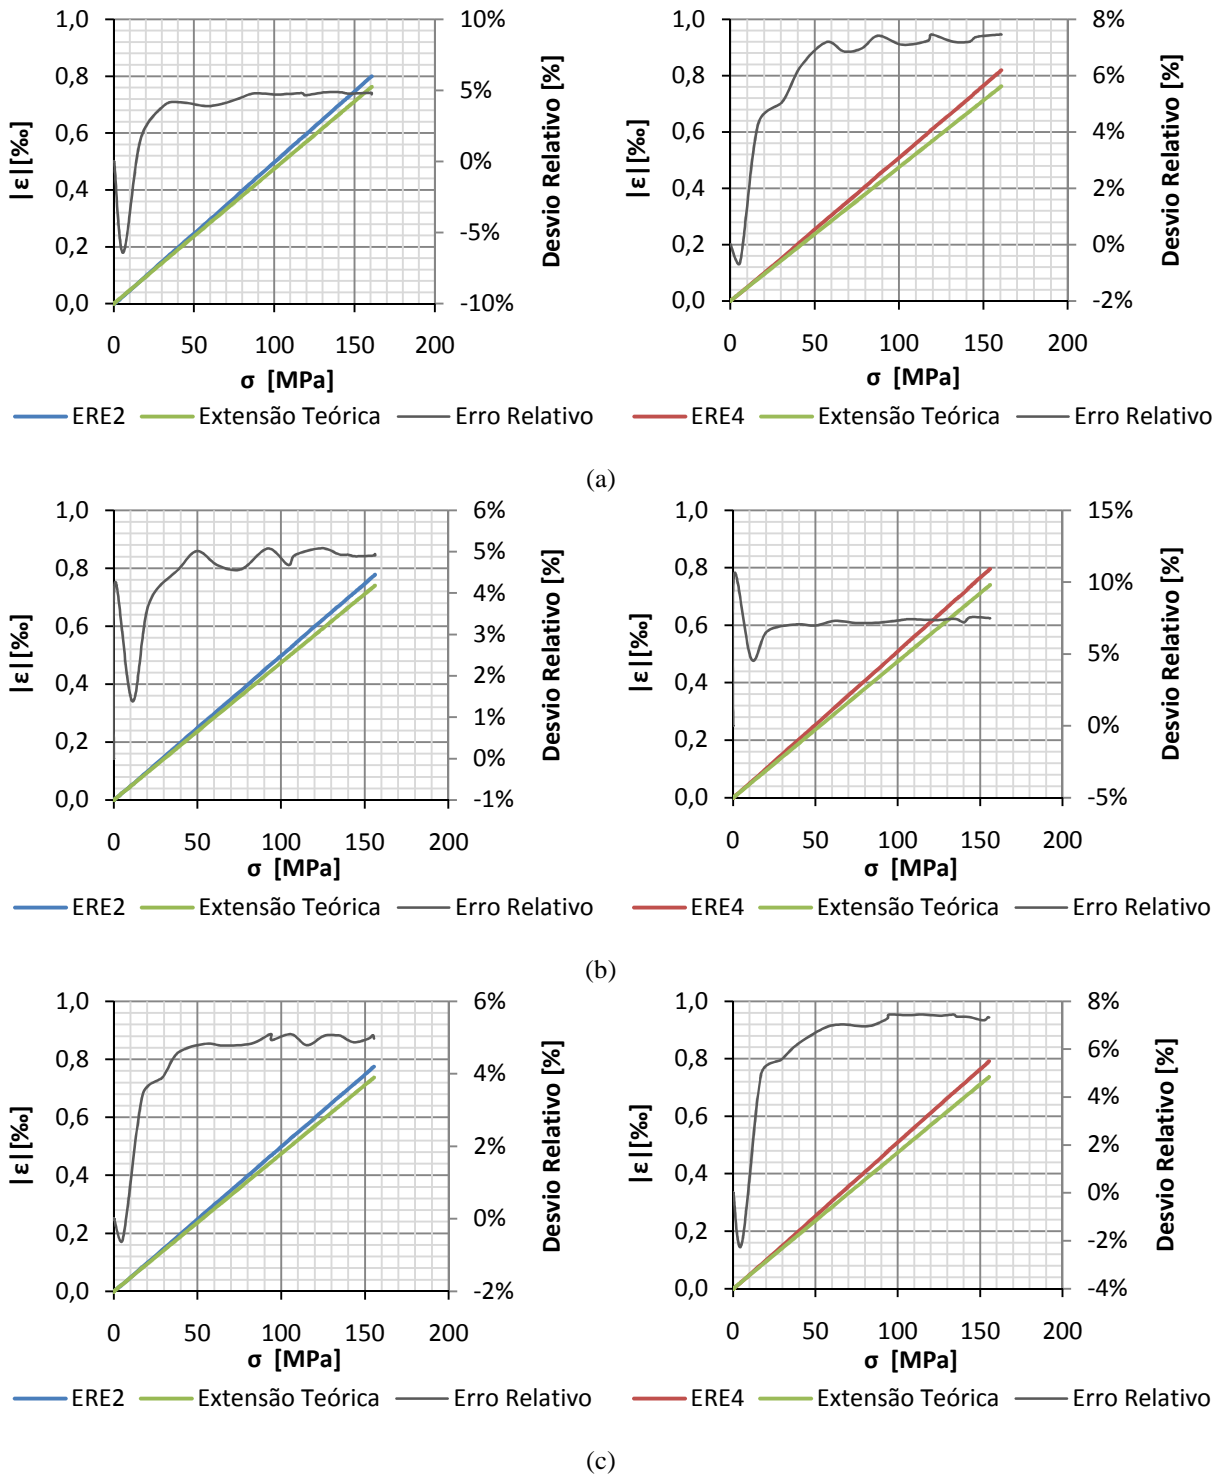 1,0
0,8
0,6
0,4
0,2
0,0
|ε| [‰]
10%
5%
0%
-5%
-10%
Desvio Relativo [%]
0 50 100 150 200
σ [MPa]
ERE2 Extensão Teórica Erro Relativo
1,0
0,8
0,6
0,4
0,2
0,0
|ε| [‰]
8%
6%
4%
2%
0%
-2%
Desvio Relativo [%]
0 50 100 150 200
σ [MPa]
ERE4 Extensão Teórica Erro Relativo
(a)
1,0
0,8
0,6
0,4
0,2
0,0
|ε| [‰]
6%
5%
4%
3%
2%
1%
0%
-1%
Desvio Relativo [%]
0 50 100 150 200
σ [MPa]
ERE2 Extensão Teórica Erro Relativo
1,0
0,8
0,6
0,4
0,2
0,0
|ε| [‰]
15%
10%
5%
0%
-5%
Desvio Relativo [%]
0 50 100 150 200
σ [MPa]
ERE4 Extensão Teórica Erro Relativo
(b)
1,0
0,8
0,6
0,4
0,2
0,0
|ε| [‰]
6%
4%
2%
0%
-2%
Desvio Relativo [%]
0 50 100 150 200
σ [MPa]
ERE2 Extensão Teórica Erro Relativo
1,0
0,8
0,6
0,4
0,2
0,0
|ε| [‰]
8%
6%
4%
2%
0%
-2%
-4%
Desvio Relativo [%]
0 50 100 150 200
σ [MPa]
ERE4 Extensão Teórica Erro Relativo
(c)